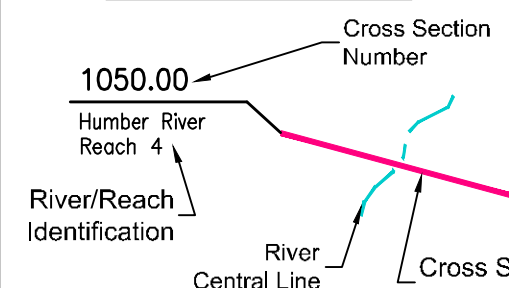 Cross Section
Number
1050.00
Humber River
Reach 4
River/Reach
Identification
River
Central Line
Cross S